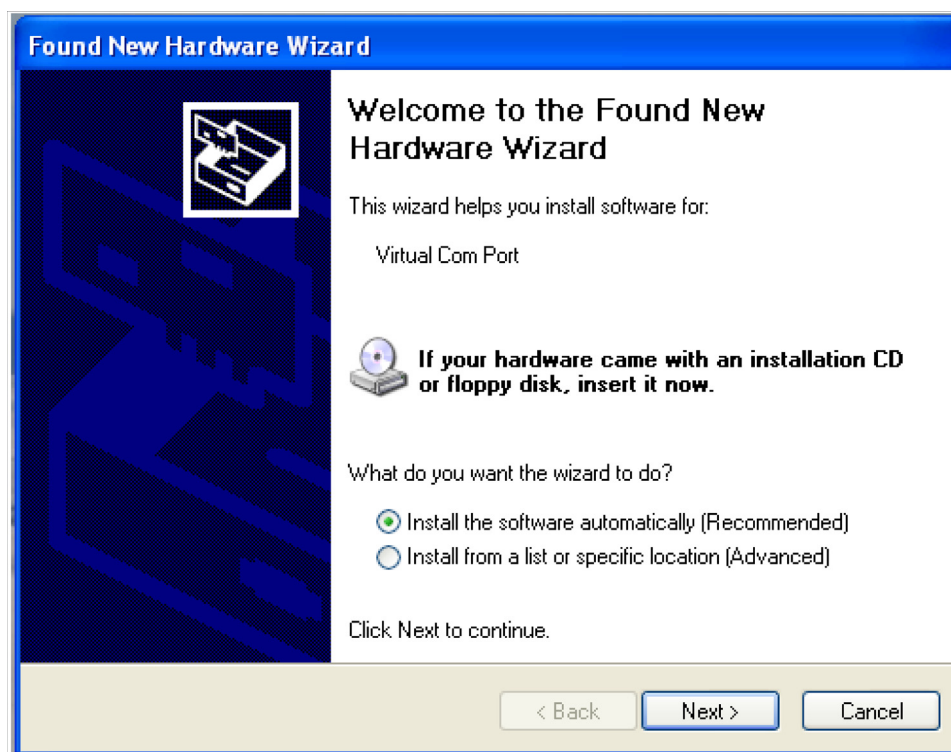 Found New Hardware Wizard
Welcome to the Found New
Hardware Wizard
This wizard helps you install software for:
Virtual Com Port
If your hardware came with an installation CD
or floppy disk, insert it now.
What do you want the wizard to do?
Install the software automatically (Recommended)
Install from a list or specific location (Advanced)
Click Next to continue.
< Back
Next >
Cancel